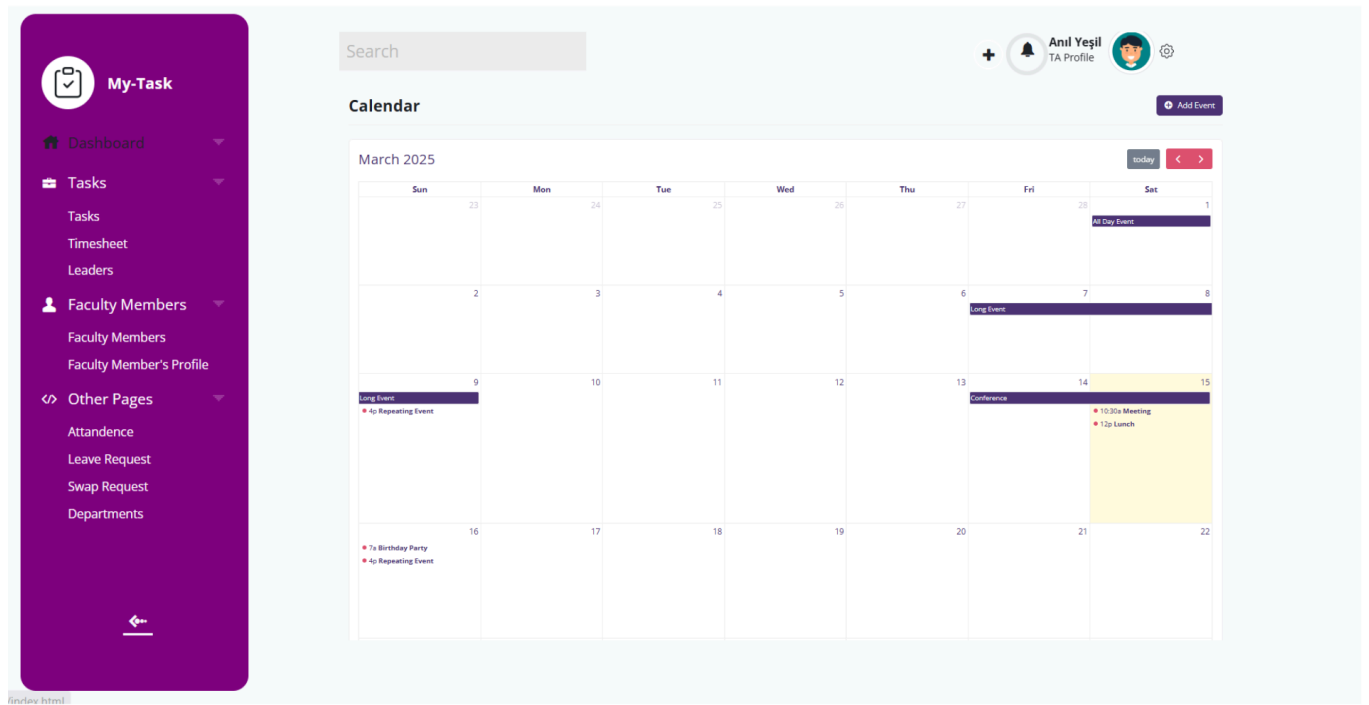 My-Task
Dashboard
Tasks
Tasks
Timesheet
Leaders
Faculty Members
Faculty Members
Faculty Member's Profile
Other Pages
Attandence
Leave Request
Swap Request
Departments
/index.html
Search
Anıl Yeşil
TA Profile
Calendar
Add Event
March 2025
today
Sun Mon Tue Wed Thu Fri Sat
23 24 25 26 27 28 1
All Day Event
2 3 4 5 6 7 8
Long Event
9 10 11 12 13 14 15
Long Event Conference
4p Repeating Event 10:30a Meeting
12p Lunch
16 17 18 19 20 21 22
7a Birthday Party
4p Repeating Event